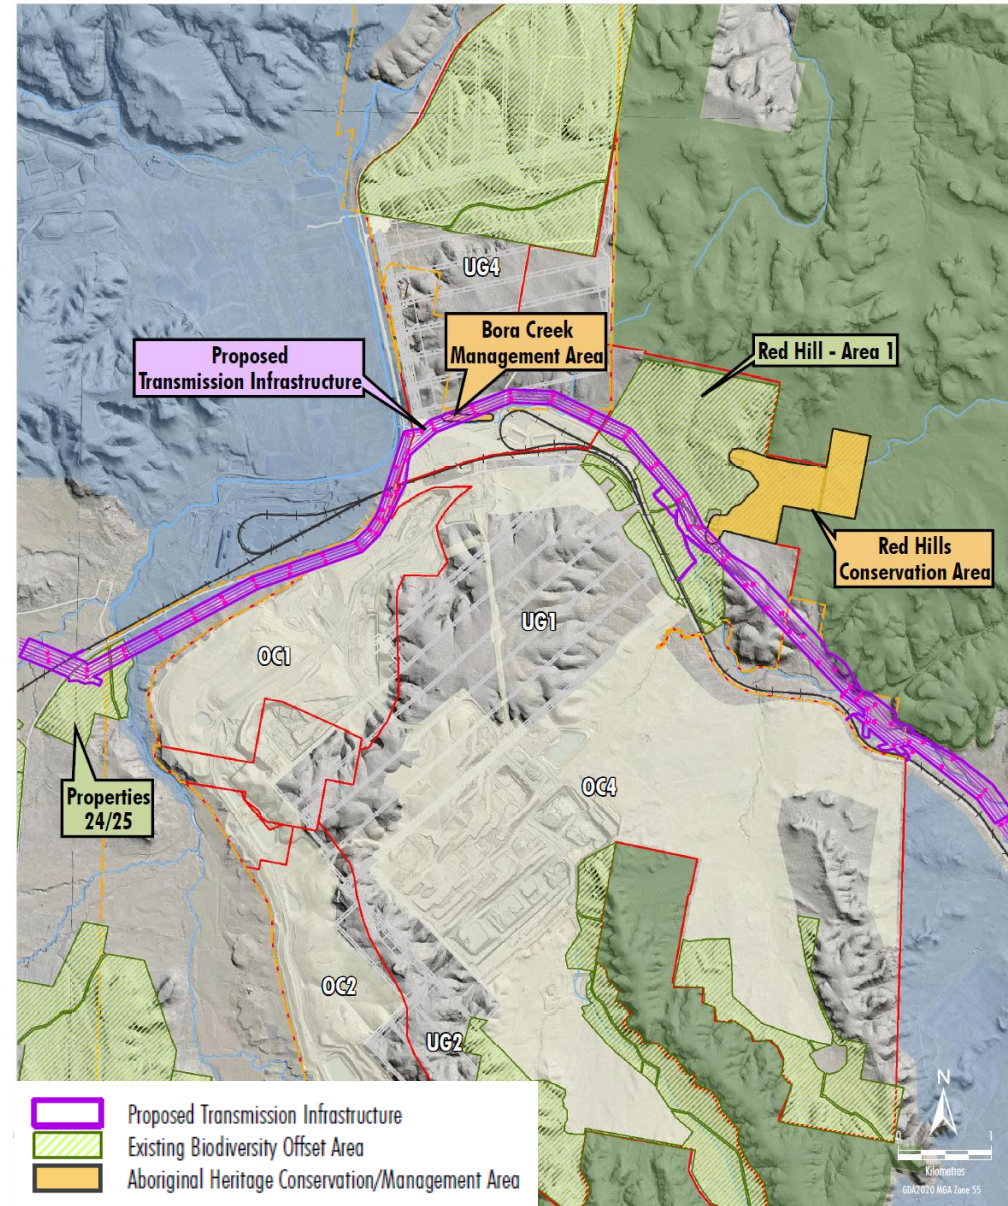 UG4
Bora Creek
Management Area
Proposed
Transmission Infrastructure
Red Hill - Area 1
Red Hills
Conservation Area
UG1
OC1
OC4
Properties
24/25
OC2
UG2
N
0 1
Kilometres
GDA2020 MGA Zone 55
Proposed Transmission Infrastructure
Existing Biodiversity Offset Area
Aboriginal Heritage Conservation/Management Area